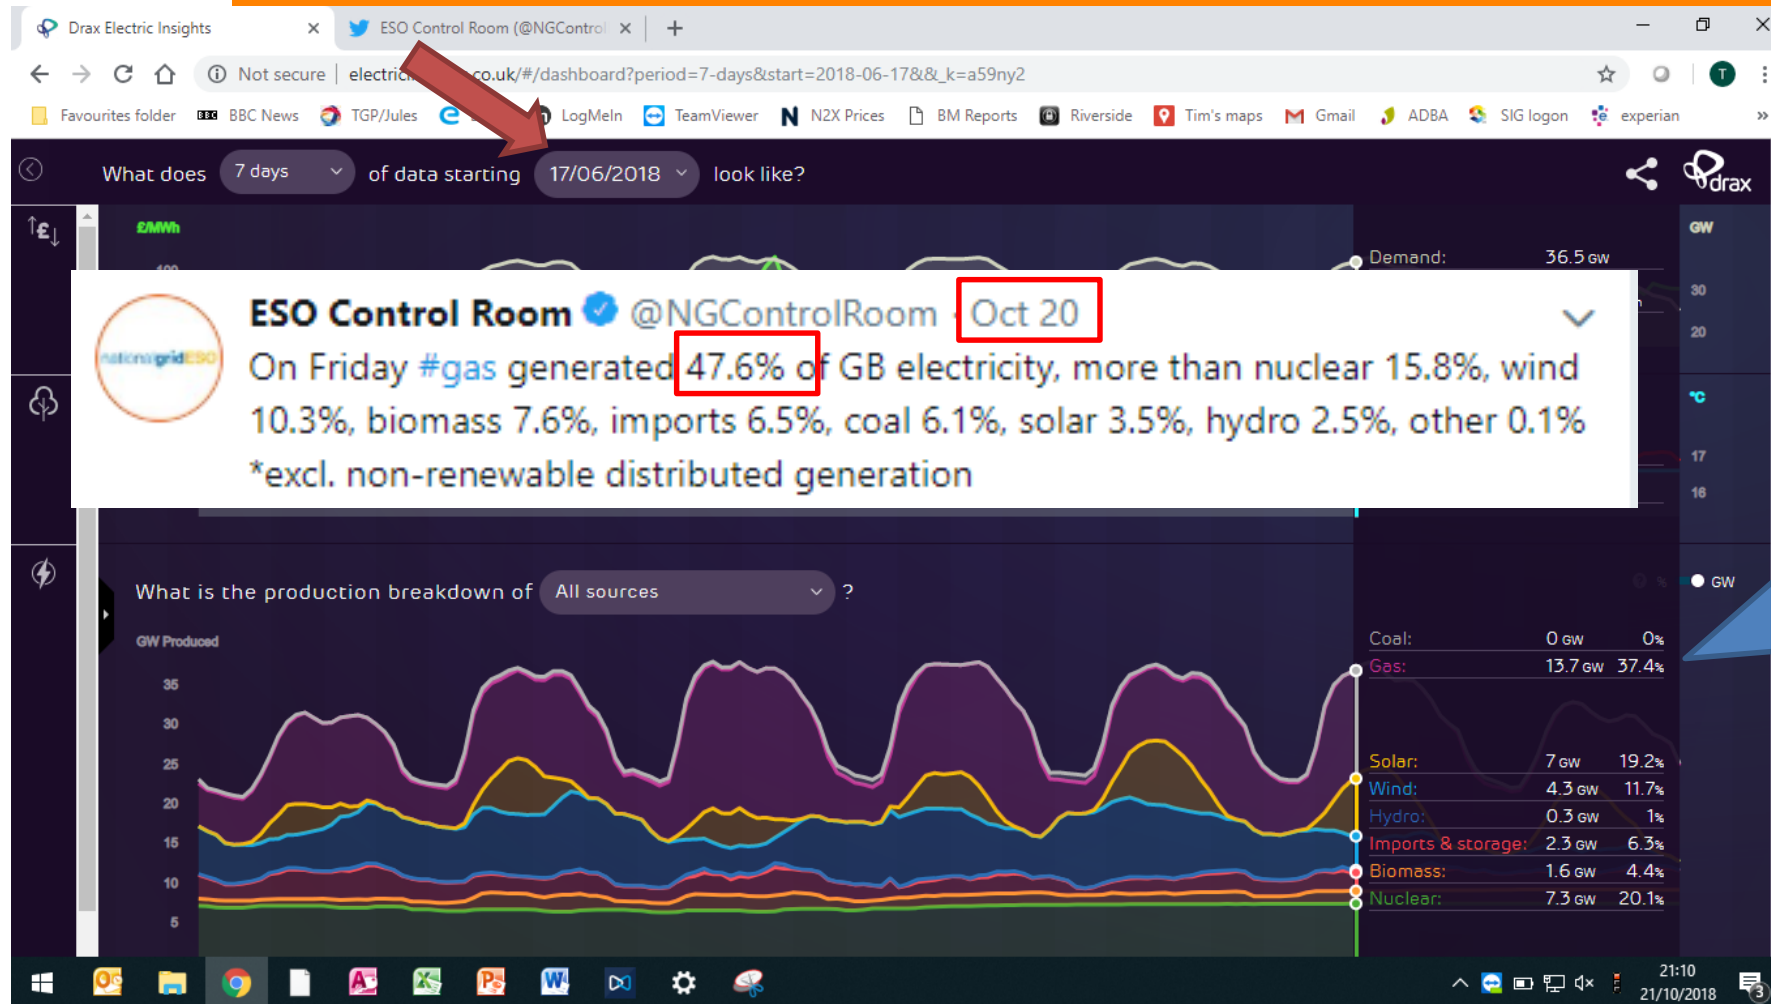 Drax Electric Insights
ESO Control Room (@NGControl
Not secure
.co.uk/#/dashboard?period=7-days&start=2018-06-17&&_k=a59ny2
Favourites folder BBC News TGP/Jules LogMeIn TeamViewer N2X Prices BM Reports Riverside Tim's maps Gmail ADBA SIG logon experian »
What does 7 days of data starting 17/06/2018 look like?
drax
£/MWh
GW
Demand: 36.5 GW
30
20
ESO Control Room @NGControlRoom Oct 20
nationalgridESO
On Friday #gas generated 47.6% of GB electricity, more than nuclear 15.8%, wind
10.3%, biomass 7.6%, imports 6.5%, coal 6.1%, solar 3.5%, hydro 2.5%, other 0.1%
*excl. non-renewable distributed generation
°C
17
16
What is the production breakdown of All sources ?
% GW
GW Produced
35
30
25
20
15
10
5
Coal: 0 GW 0%
Gas: 13.7 GW 37.4%
Solar: 7 GW 19.2%
Wind: 4.3 GW 11.7%
Hydro: 0.3 GW 1%
Imports & storage: 2.3 GW 6.3%
Biomass: 1.6 GW 4.4%
Nuclear: 7.3 GW 20.1%
21:10
21/10/2018
3